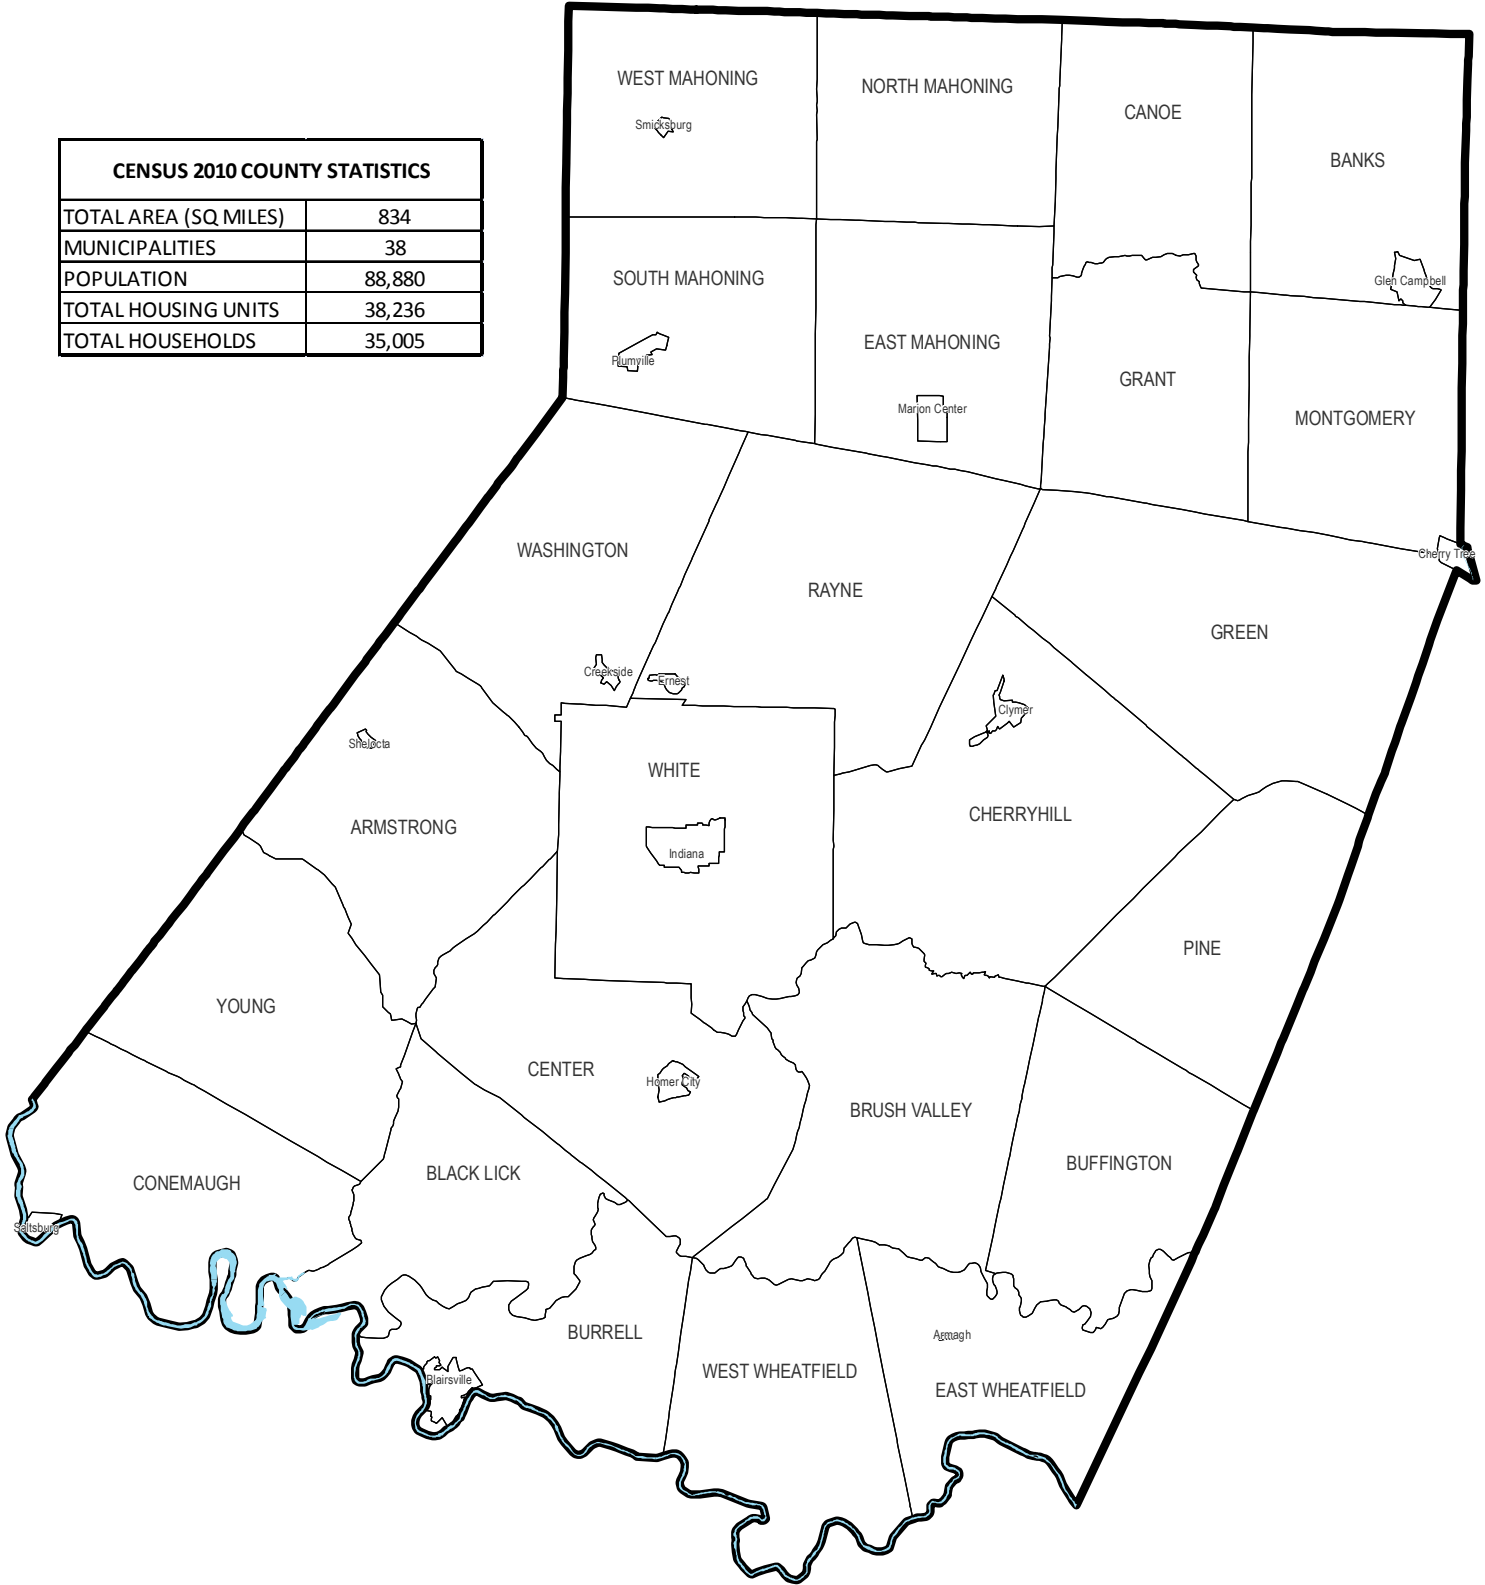 WEST MAHONING
NORTH MAHONING
CANOE
BANKS
Smicksburg
CENSUS 2010 COUNTY STATISTICS
TOTAL AREA (SQ MILES) 834
MUNICIPALITIES 38
POPULATION 88,880
TOTAL HOUSING UNITS 38,236
TOTAL HOUSEHOLDS 35,005
SOUTH MAHONING
Glen Campbell
EAST MAHONING
Plumville
GRANT
Marion Center
MONTGOMERY
WASHINGTON
Cherry Tree
RAYNE
GREEN
Creekside
Ernest
Clymer
Shelocta
WHITE
CHERRYHILL
ARMSTRONG
Indiana
PINE
YOUNG
CENTER
Homer City
BRUSH VALLEY
BUFFINGTON
BLACK LICK
CONEMAUGH
Saltsburg
BURRELL
Armagh
WEST WHEATFIELD
Blairsville
EAST WHEATFIELD